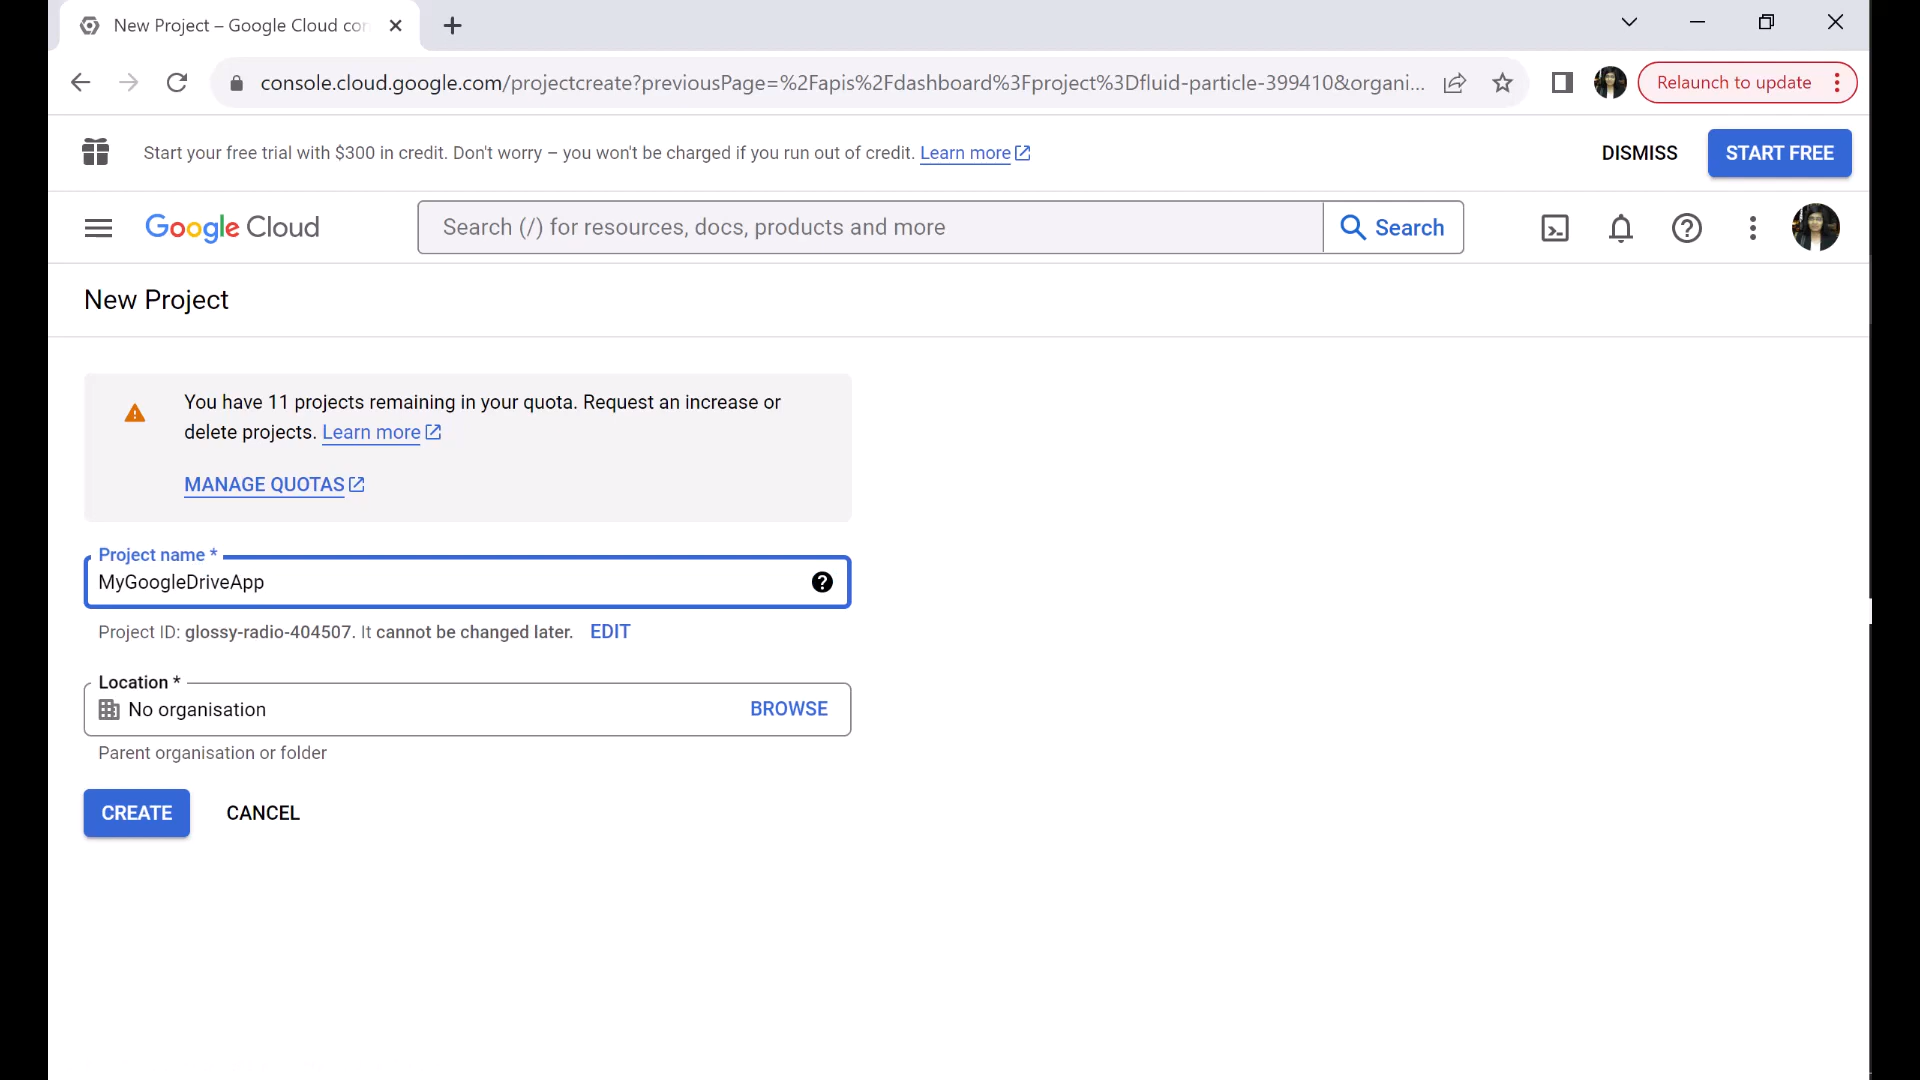 New Project – Google Cloud con
console.cloud.google.com/projectcreate?previousPage=%2Fapis%2Fdashboard%3Fproject%3Dfluid-particle-399410&organi...
Relaunch to update
Start your free trial with $300 in credit. Don't worry – you won't be charged if you run out of credit. Learn more
DISMISS
START FREE
Google Cloud
Search (/) for resources, docs, products and more
Search
New Project
You have 11 projects remaining in your quota. Request an increase or
delete projects. Learn more
MANAGE QUOTAS
Project name *
MyGoogleDriveApp
Project ID: glossy-radio-404507. It cannot be changed later. EDIT
Location *
No organisation
BROWSE
Parent organisation or folder
CREATE
CANCEL